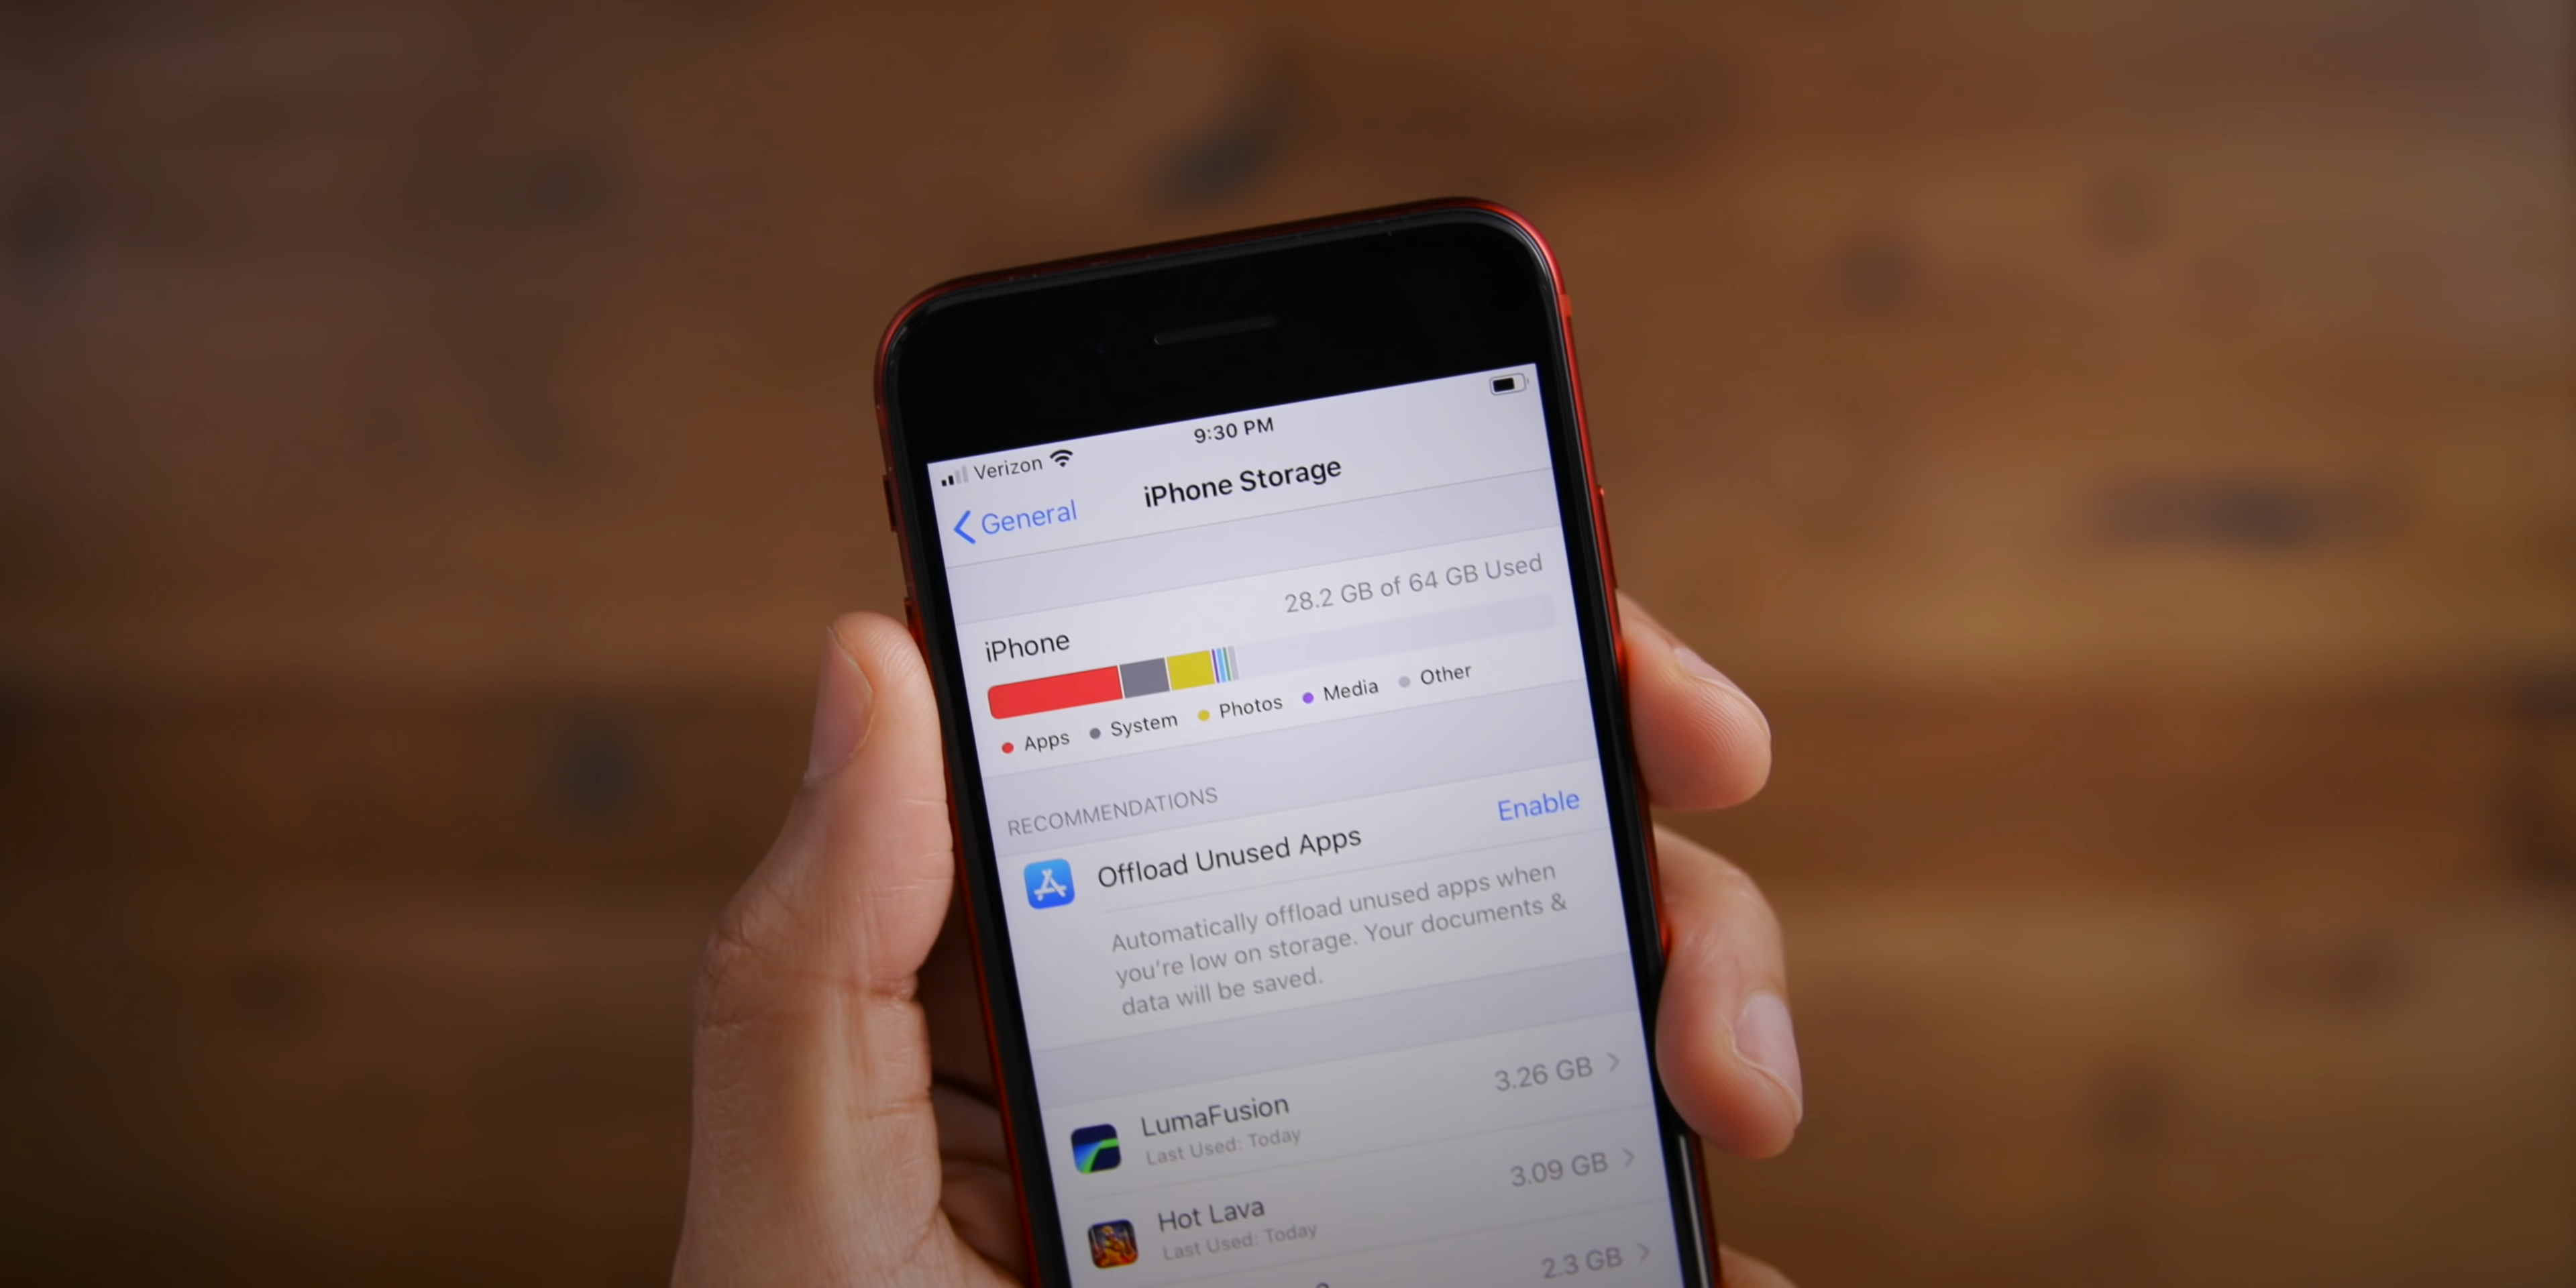 Verizon
9:30 PM
General
iPhone Storage
iPhone
28.2 GB of 64 GB Used
Apps
System
Photos
Media
Other
RECOMMENDATIONS
Offload Unused Apps
Enable
Automatically offload unused apps when
you're low on storage. Your documents &
data will be saved.
LumaFusion
3.26 GB
Last Used: Today
Hot Lava
3.09 GB
Last Used: Today
2.3 GB